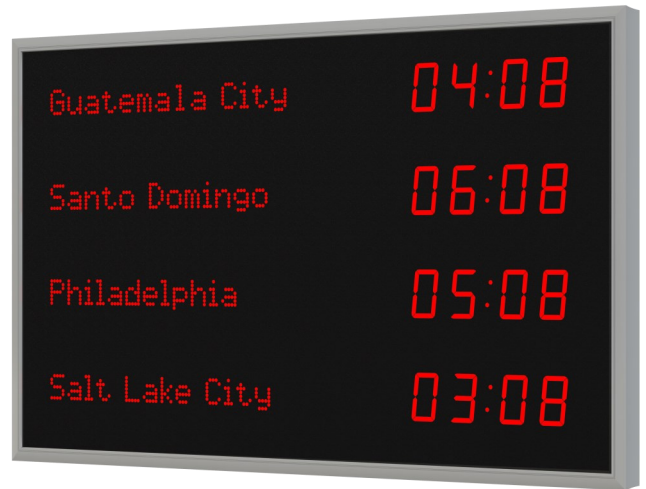 Guatemala City 04:08
Santo Domingo 06:08
Philadelphia 05:08
Salt Lake City 03:08